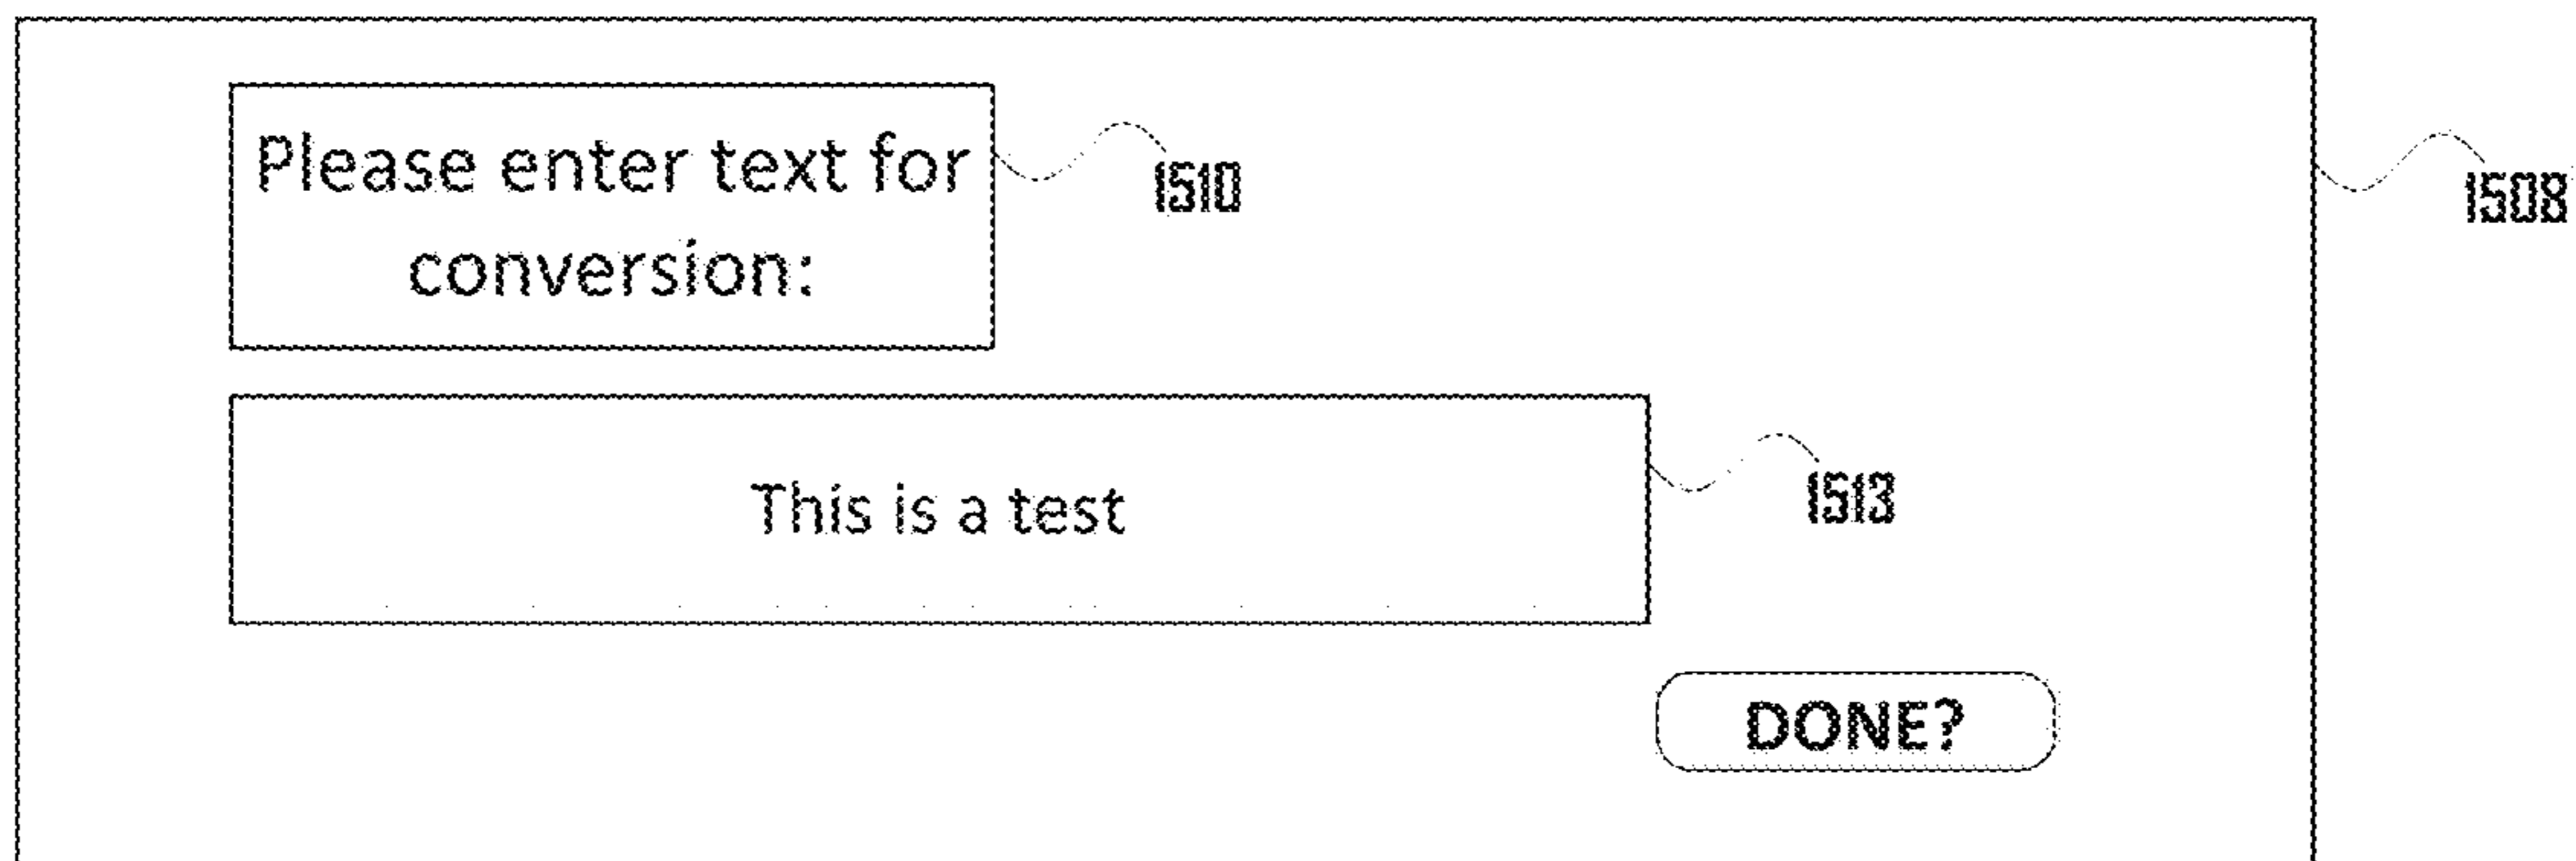 Please enter text for
conversion:
1510
1508
This is a test
1513
DONE?